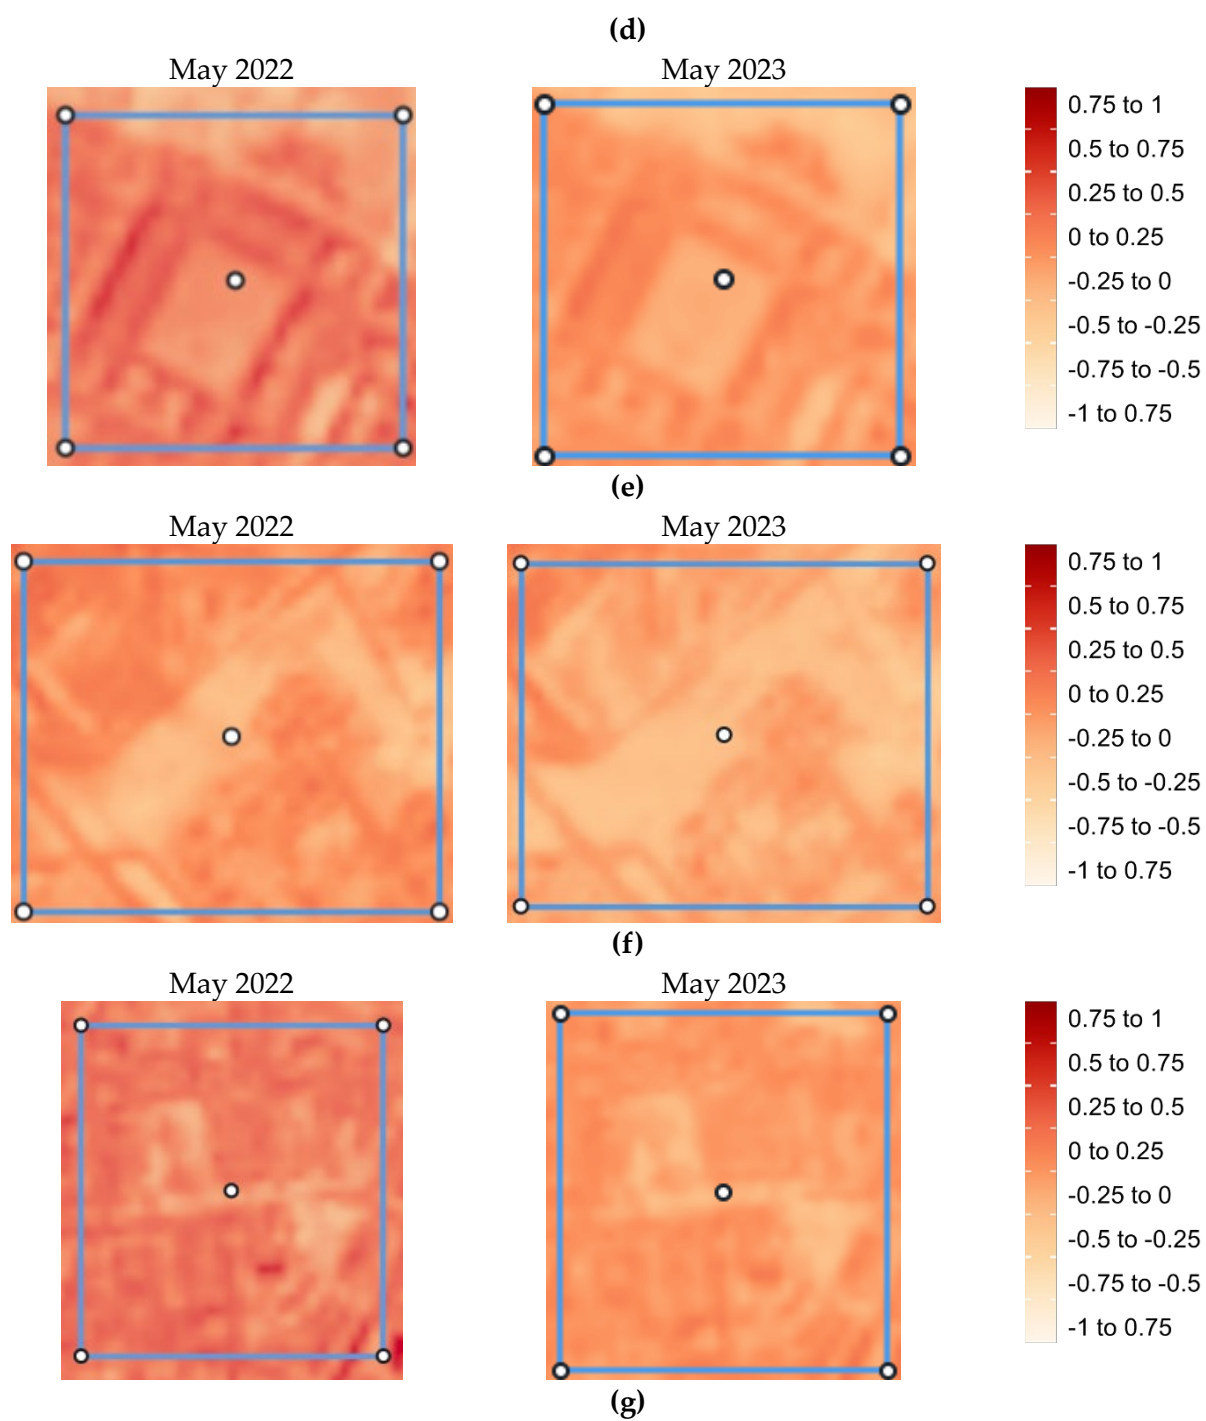 (d)
May 2022 May 2023
0.75 to 1
0.5 to 0.75
0.25 to 0.5
0 to 0.25
-0.25 to 0
-0.5 to -0.25
-0.75 to -0.5
-1 to 0.75
(e)
May 2022 May 2023
0.75 to 1
0.5 to 0.75
0.25 to 0.5
0 to 0.25
-0.25 to 0
-0.5 to -0.25
-0.75 to -0.5
-1 to 0.75
(f)
May 2022 May 2023
0.75 to 1
0.5 to 0.75
0.25 to 0.5
0 to 0.25
-0.25 to 0
-0.5 to -0.25
-0.75 to -0.5
-1 to 0.75
(g)